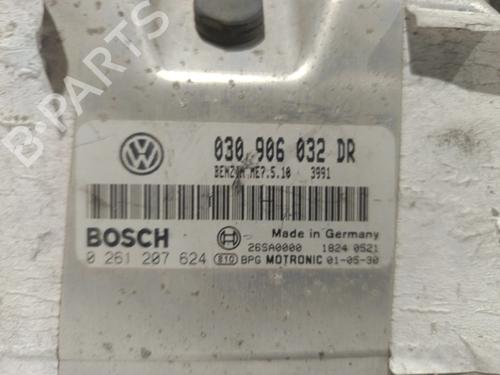 030 906 032 DR
BENZIN ME7.5.10 3991
BOSCH
Made in Germany
26SA0000 1824 0521
0 261 207 624 810 BPG MOTRONIC 01-05-30